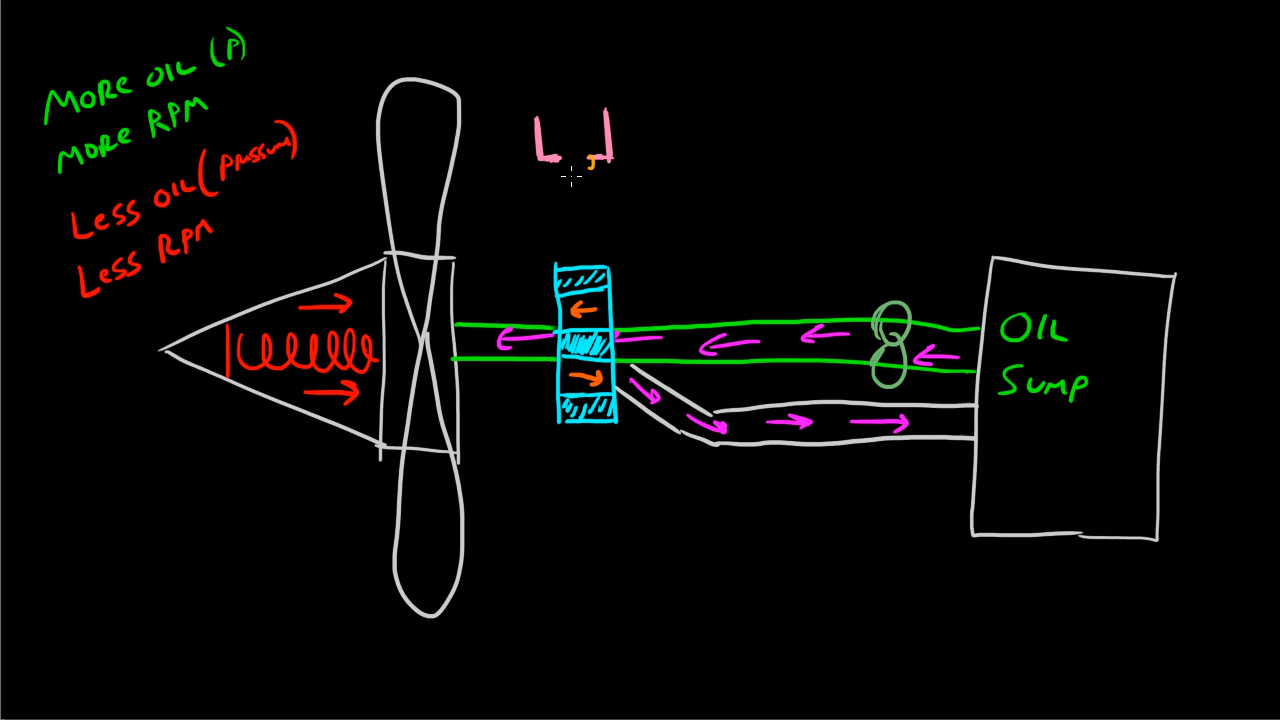 MORE OIL (P)
MORE RPM
LESS OIL (Pressure)
LESS RPM
OIL
SUMP